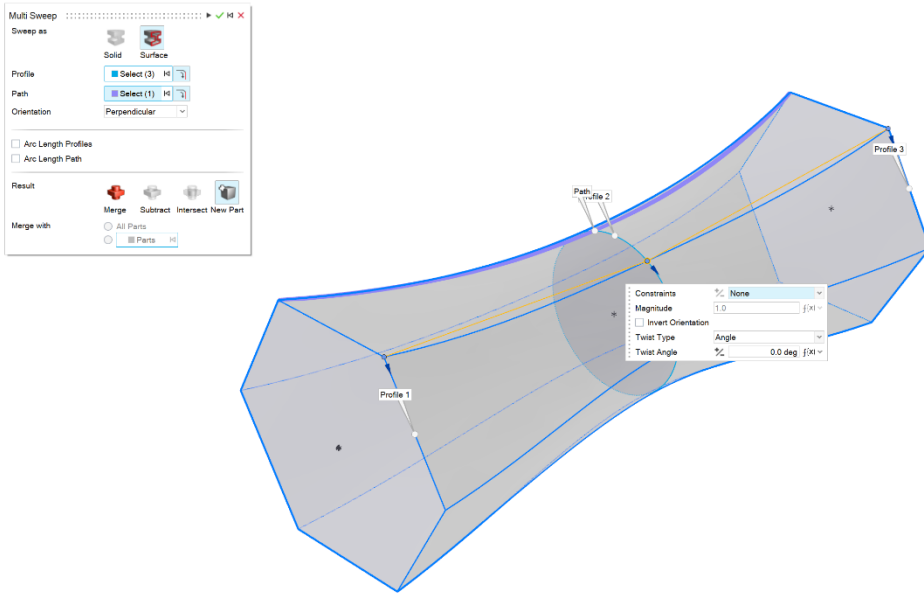 Multi Sweep
Sweep as
Solid Surface
Profile Select (3)
Path Select (1)
Orientation Perpendicular
Arc Length Profiles
Arc Length Path
Result
Merge Subtract Intersect New Part
Merge with All Parts
Parts
Profile 3
Path ofile 2
Constraints None
Magnitude 1.0 f(x)
Invert Orientation
Twist Type Angle
Twist Angle 0.0 deg f(x)
Profile 1